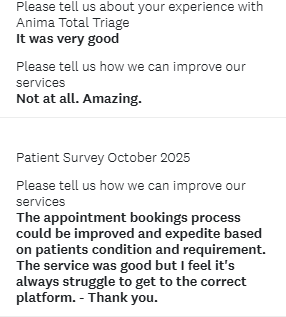 Please tell us about your experience with
Anima Total Triage
It was very good
Please tell us how we can improve our
services
Not at all. Amazing.
Patient Survey October 2025
Please tell us how we can improve our
services
The appointment bookings process
could be improved and expedite based
on patients condition and requirement.
The service was good but I feel it's
always struggle to get to the correct
platform. - Thank you.